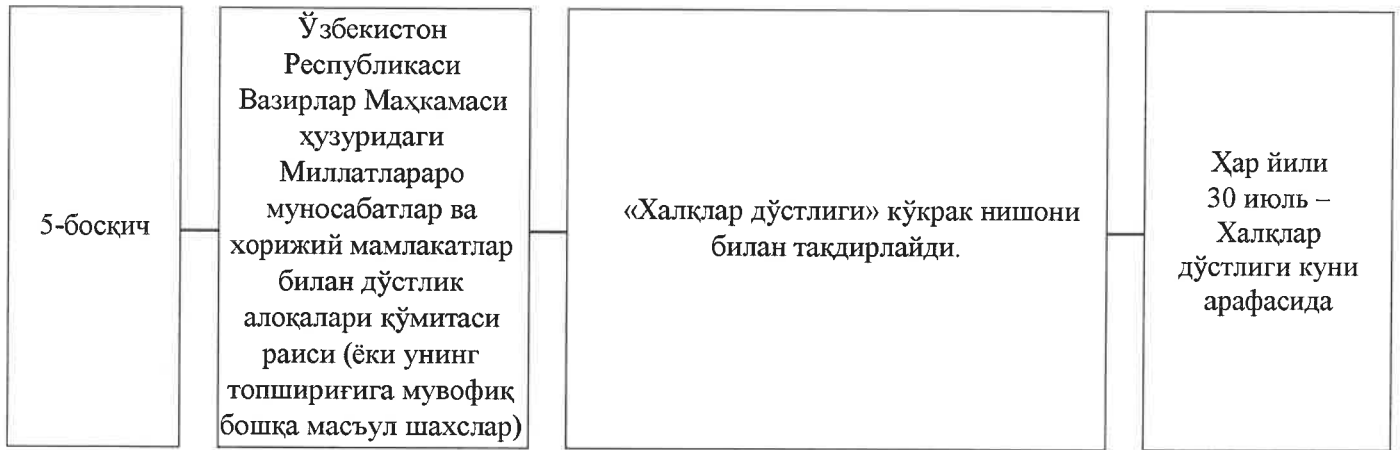 5-босқич
Ўзбекистон
Республикаси
Вазирлар Маҳкамаси
ҳузуридаги
Миллатлараро
муносабатлар ва
хорижий мамлакатлар
билан дўстлик
алоқалари қўмитаси
раиси (ёки унинг
топшириғига мувофиқ
бошқа масъул шахслар)
«Халқлар дўстлиги» кўкрак нишони
билан тақдирлайди.
Ҳар йили
30 июль –
Халқлар
дўстлиги куни
арафасида